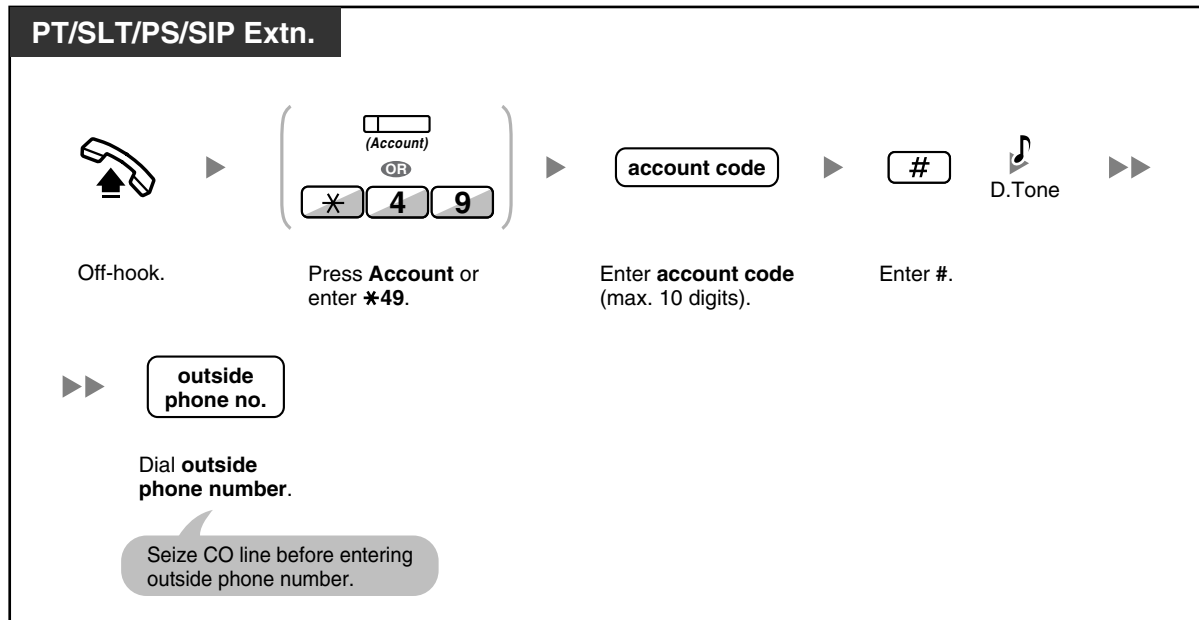 PT/SLT/PS/SIP Extn.
(Account)
OR
* 4 9
account code
#
D.Tone
Off-hook.
Press Account or
enter *49.
Enter account code
(max. 10 digits).
Enter #.
outside
phone no.
Dial outside
phone number.
Seize CO line before entering
outside phone number.